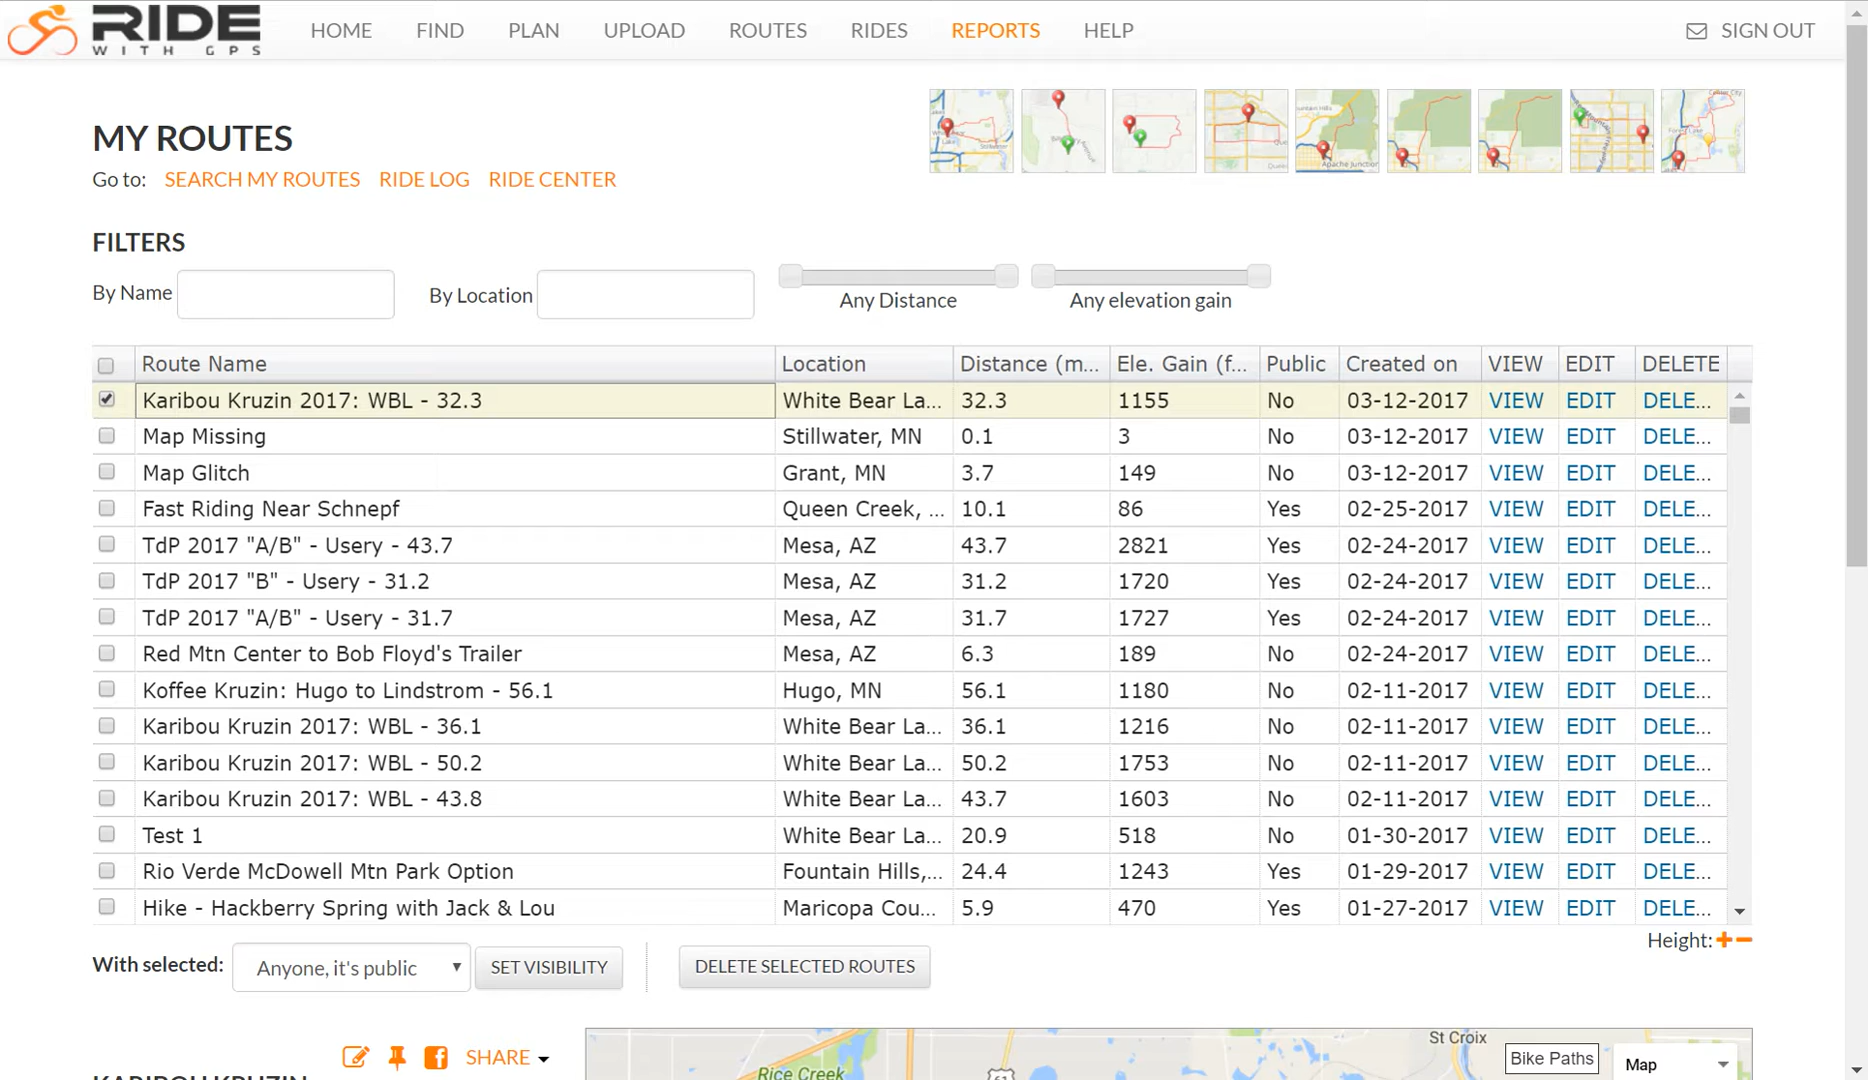 RIDE WITH GPS HOME FIND PLAN UPLOAD ROUTES RIDES REPORTS HELP SIGN OUT
MY ROUTES
Go to: SEARCH MY ROUTES RIDE LOG RIDE CENTER
FILTERS
By Name By Location Any Distance Any elevation gain
Route Name Location Distance (m... Ele. Gain (f... Public Created on VIEW EDIT DELETE
Karibou Kruzin 2017: WBL - 32.3 White Bear La... 32.3 1155 No 03-12-2017 VIEW EDIT DELE...
Map Missing Stillwater, MN 0.1 3 No 03-12-2017 VIEW EDIT DELE...
Map Glitch Grant, MN 3.7 149 No 03-12-2017 VIEW EDIT DELE...
Fast Riding Near Schnepf Queen Creek, ... 10.1 86 Yes 02-25-2017 VIEW EDIT DELE...
TdP 2017 "A/B" - Usery - 43.7 Mesa, AZ 43.7 2821 Yes 02-24-2017 VIEW EDIT DELE...
TdP 2017 "B" - Usery - 31.2 Mesa, AZ 31.2 1720 Yes 02-24-2017 VIEW EDIT DELE...
TdP 2017 "A/B" - Usery - 31.7 Mesa, AZ 31.7 1727 Yes 02-24-2017 VIEW EDIT DELE...
Red Mtn Center to Bob Floyd's Trailer Mesa, AZ 6.3 189 No 02-24-2017 VIEW EDIT DELE...
Koffee Kruzin: Hugo to Lindstrom - 56.1 Hugo, MN 56.1 1180 No 02-11-2017 VIEW EDIT DELE...
Karibou Kruzin 2017: WBL - 36.1 White Bear La... 36.1 1216 No 02-11-2017 VIEW EDIT DELE...
Karibou Kruzin 2017: WBL - 50.2 White Bear La... 50.2 1753 No 02-11-2017 VIEW EDIT DELE...
Karibou Kruzin 2017: WBL - 43.8 White Bear La... 43.7 1603 No 02-11-2017 VIEW EDIT DELE...
Test 1 White Bear La... 20.9 518 No 01-30-2017 VIEW EDIT DELE...
Rio Verde McDowell Mtn Park Option Fountain Hills,... 24.4 1243 Yes 01-29-2017 VIEW EDIT DELE...
Hike - Hackberry Spring with Jack & Lou Maricopa Cou... 5.9 470 Yes 01-27-2017 VIEW EDIT DELE...
Height:
With selected: Anyone, it's public SET VISIBILITY DELETE SELECTED ROUTES
SHARE St Croix Bike Paths Map
Rice Creek 61
KARIBOU KRUZIN